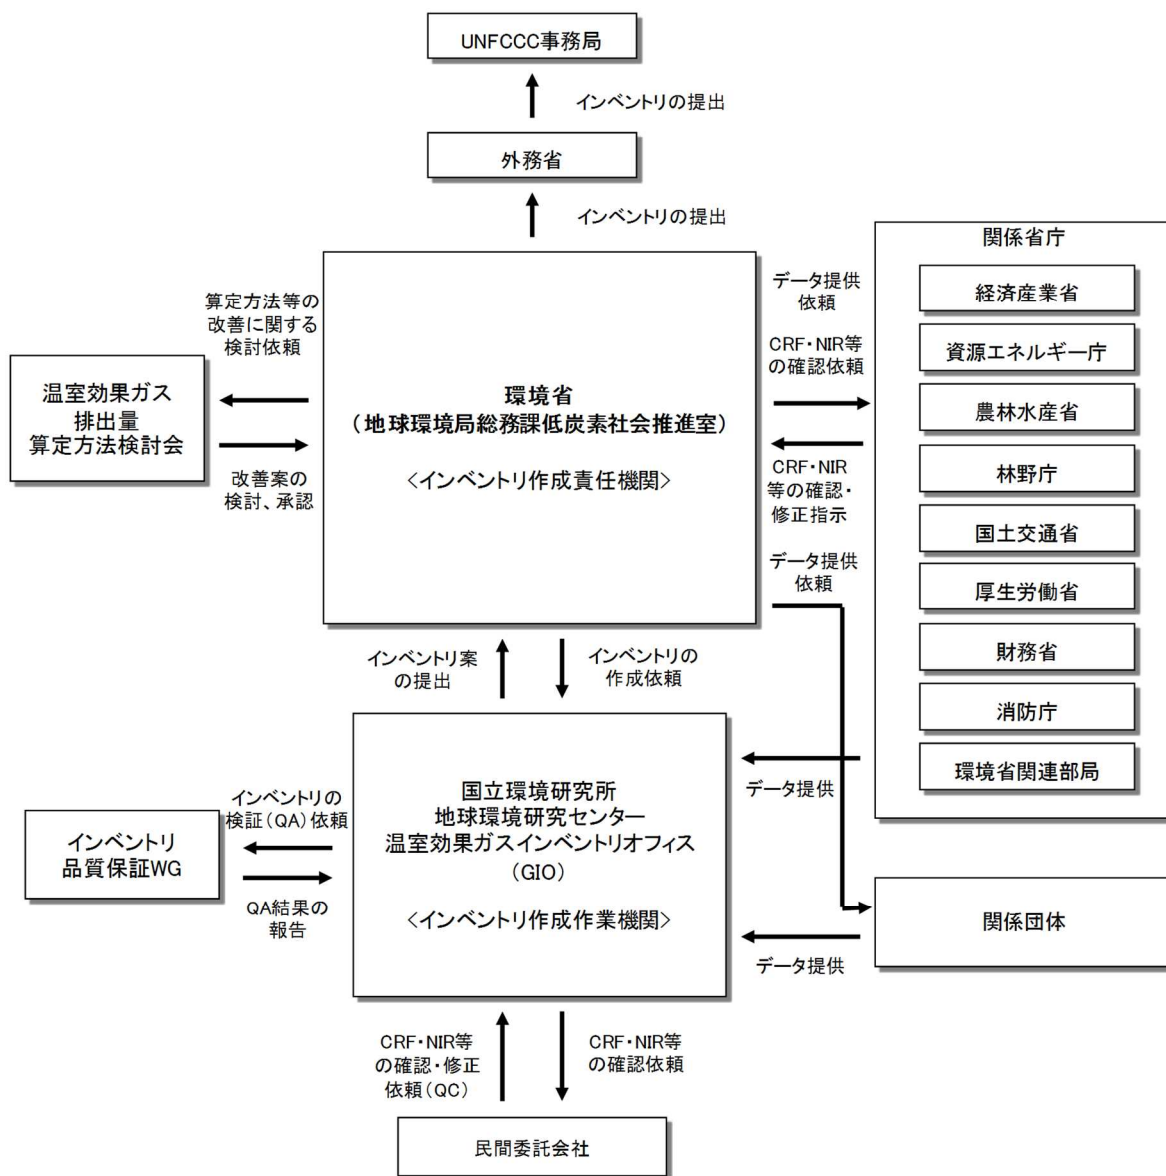 UNFCCC事務局
インベントリの提出
外務省
インベントリの提出
環境省
（地球環境局総務課低炭素社会推進室）
＜インベントリ作成責任機関＞
算定方法等の
改善に関する
検討依頼
温室効果ガス
排出量
算定方法検討会
改善案の
検討、承認
データ提供
依頼
CRF・NIR等
の確認依頼
CRF・NIR
等の確認・
修正指示
データ提供
依頼
関係省庁
経済産業省
資源エネルギー庁
農林水産省
林野庁
国土交通省
厚生労働省
財務省
消防庁
環境省関連部局
インベントリ案
の提出
インベントリの
作成依頼
国立環境研究所
地球環境研究センター
温室効果ガスインベントリオフィス
（GIO）
＜インベントリ作成作業機関＞
インベントリの
検証（QA）依頼
インベントリ
品質保証WG
QA結果の
報告
データ提供
関係団体
データ提供
CRF・NIR等
の確認・修正
依頼（QC）
CRF・NIR等
の確認依頼
民間委託会社